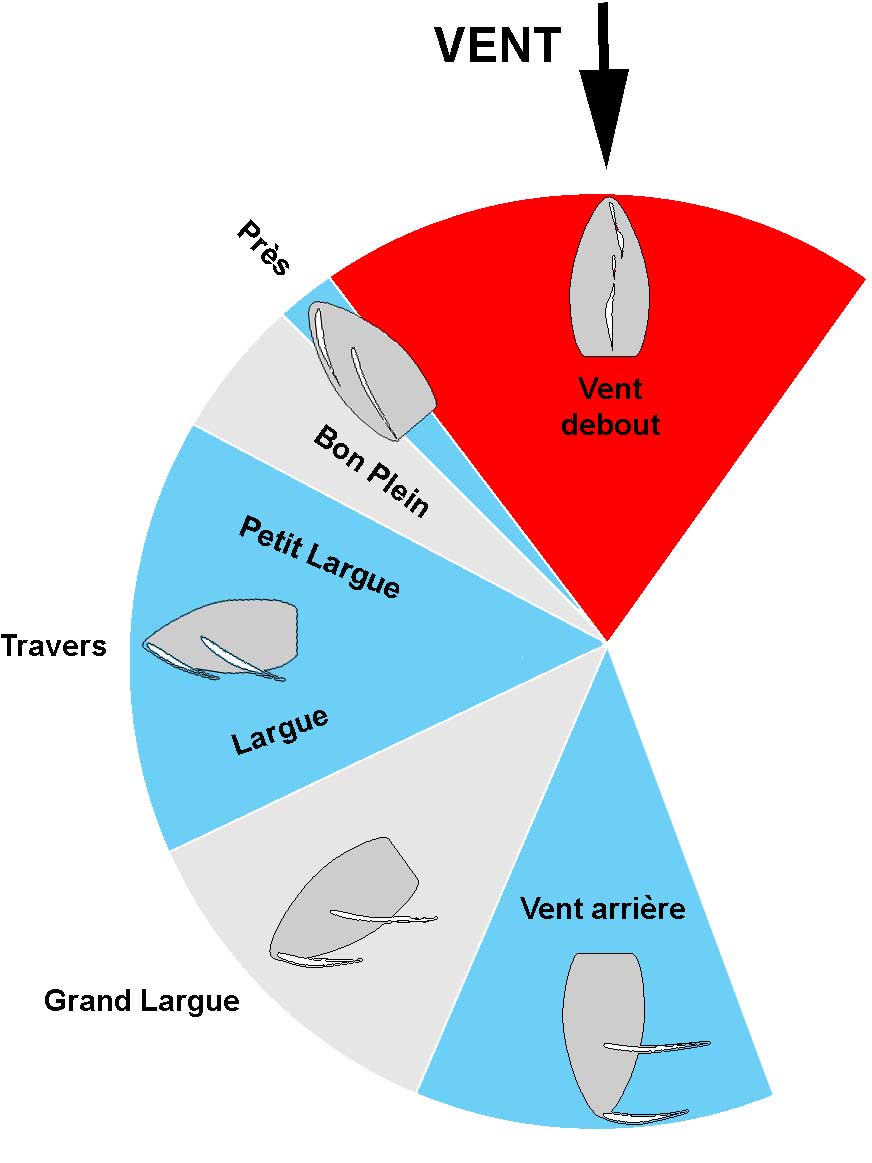 VENT
Près
Vent
debout
Bon Plein
Petit Largue
Travers
Largue
Vent arrière
Grand Largue